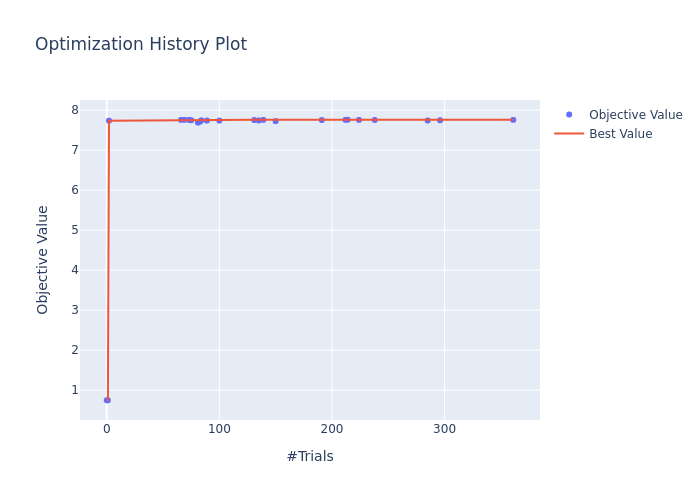 Optimization History Plot
8
7
6
5
4
3
2
1
Objective Value
0
100
200
300
#Trials
Objective Value
Best Value